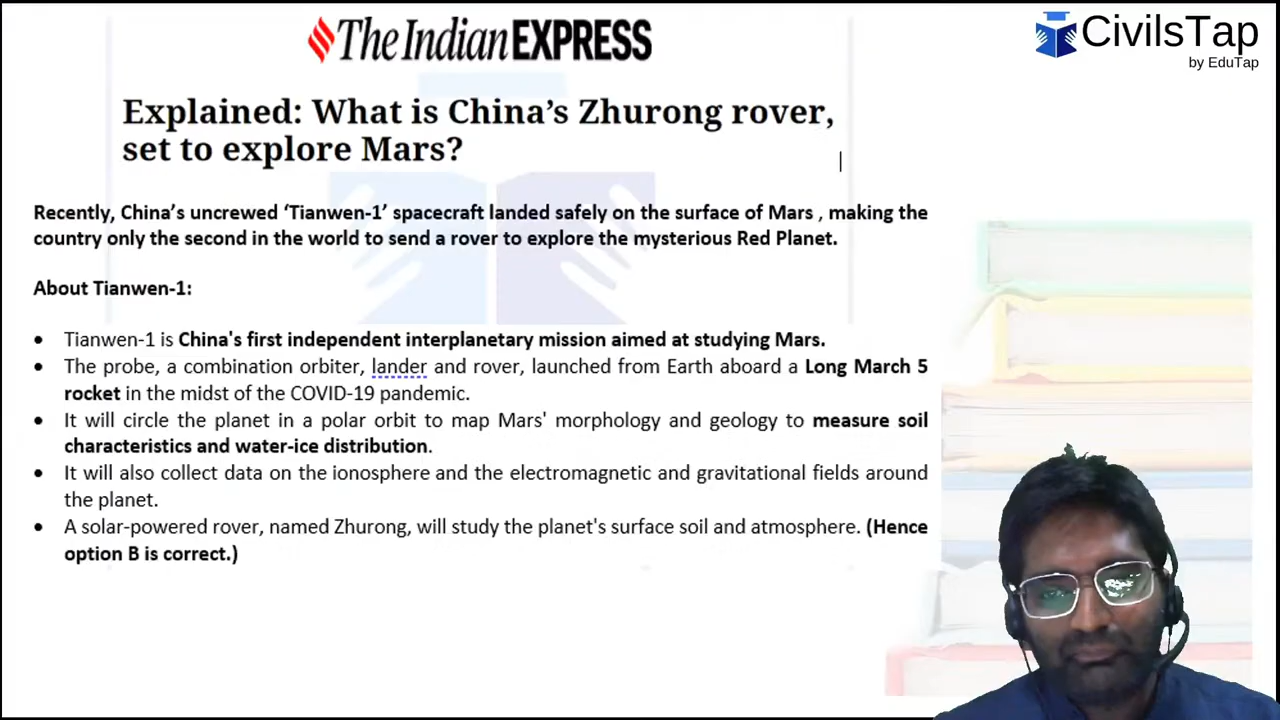 The Indian EXPRESS
CivilsTap
by EduTap
Explained: What is China’s Zhurong rover,
set to explore Mars?
Recently, China’s uncrewed ‘Tianwen-1’ spacecraft landed safely on the surface of Mars , making the
country only the second in the world to send a rover to explore the mysterious Red Planet.
About Tianwen-1:
• Tianwen-1 is China's first independent interplanetary mission aimed at studying Mars.
• The probe, a combination orbiter, lander and rover, launched from Earth aboard a Long March 5
rocket in the midst of the COVID-19 pandemic.
• It will circle the planet in a polar orbit to map Mars' morphology and geology to measure soil
characteristics and water-ice distribution.
• It will also collect data on the ionosphere and the electromagnetic and gravitational fields around
the planet.
• A solar-powered rover, named Zhurong, will study the planet's surface soil and atmosphere. (Hence
option B is correct.)